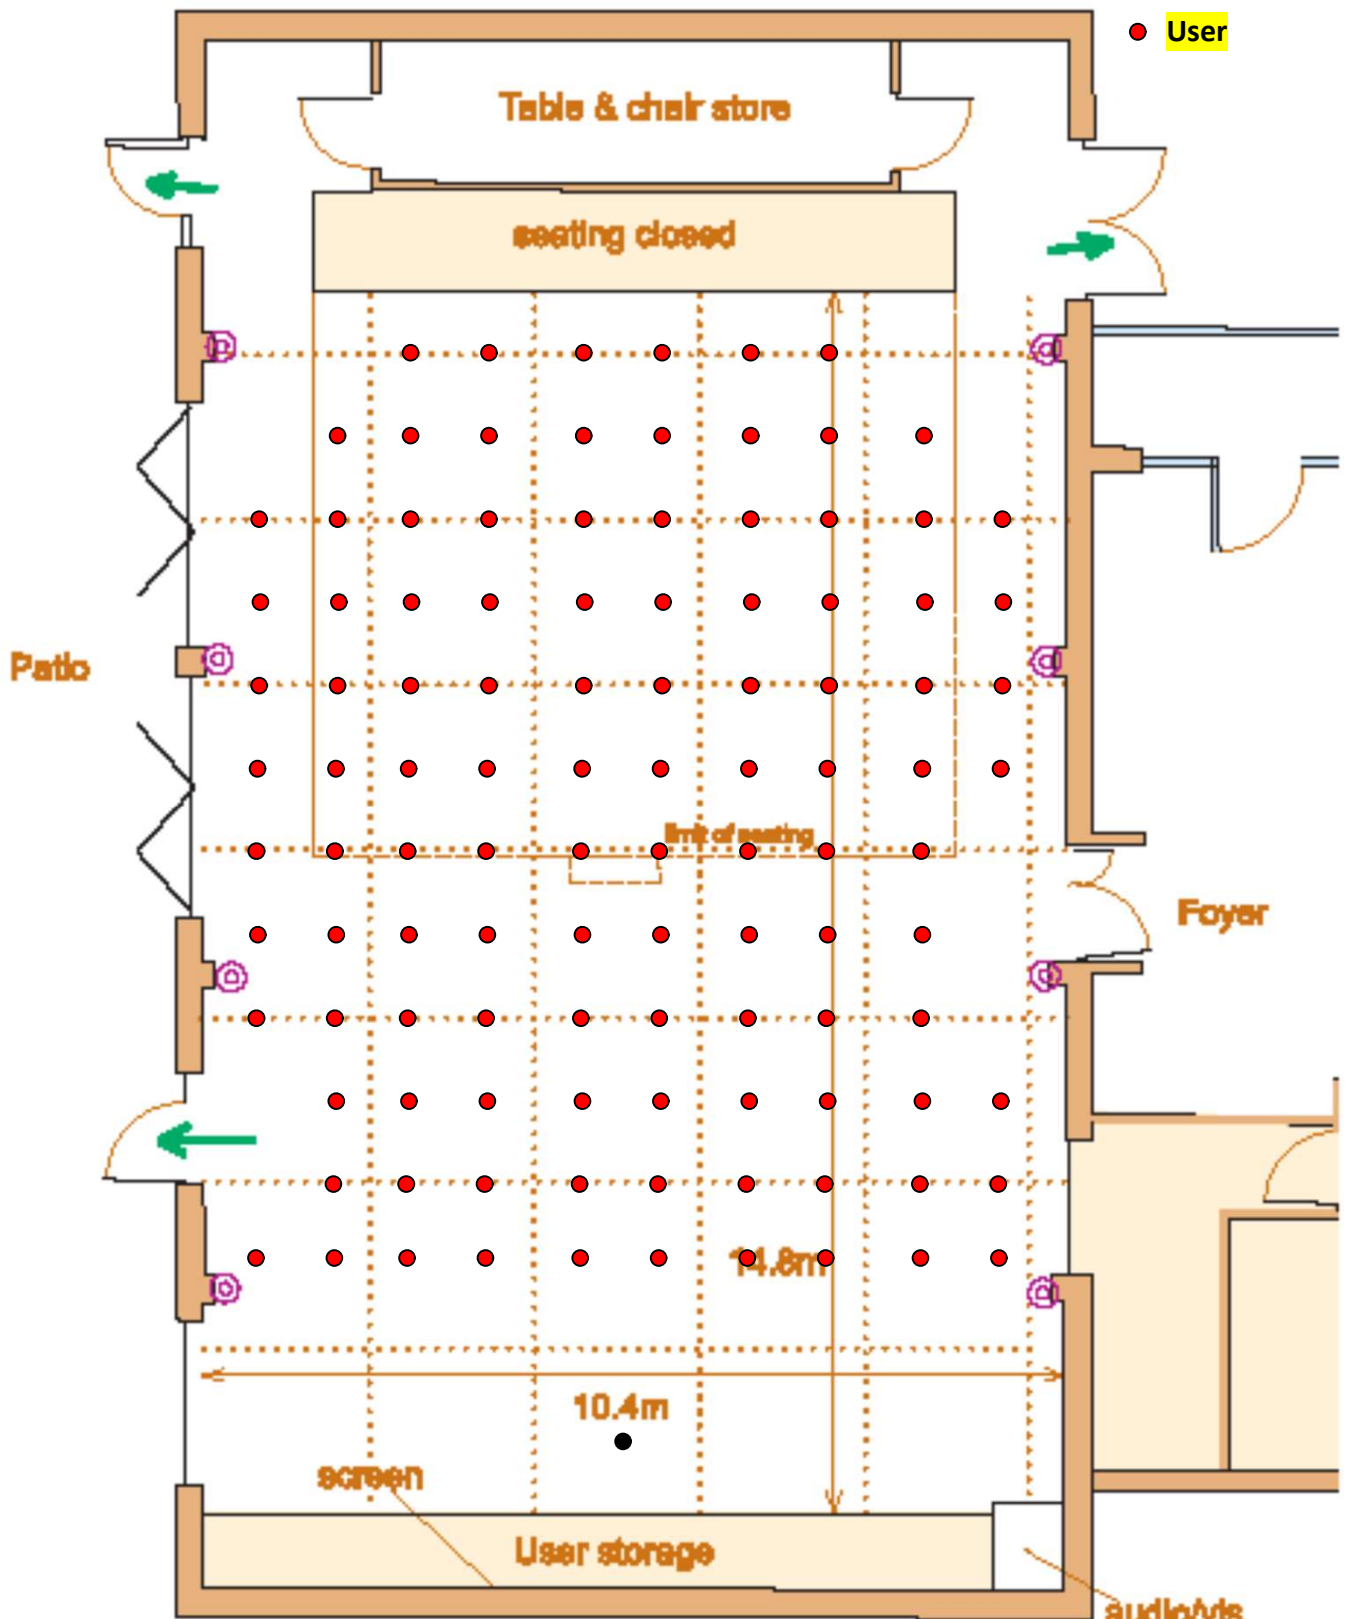 User
Table & chair store
seating closed
Patio
limit of seating
Foyer
14.8m
10.4m
screen
User storage